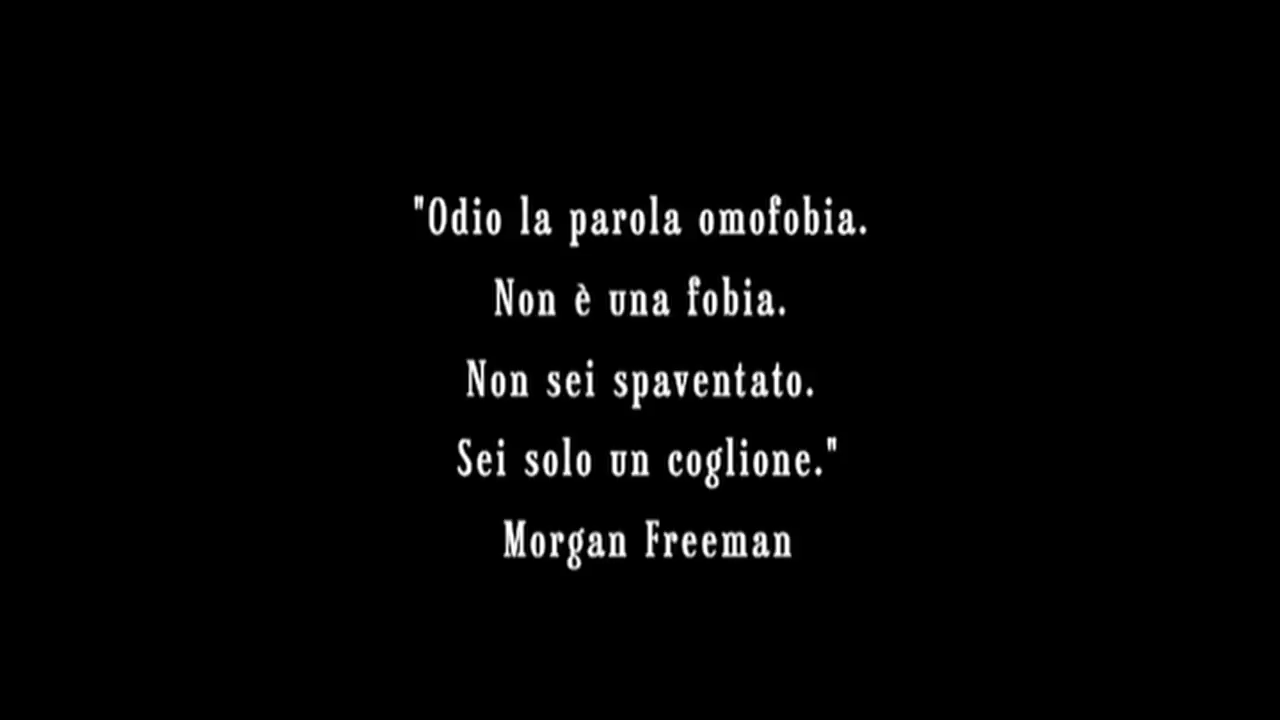 "Odio la parola omofobia.
Non è una fobia.
Non sei spaventato.
Sei solo un coglione."
Morgan Freeman